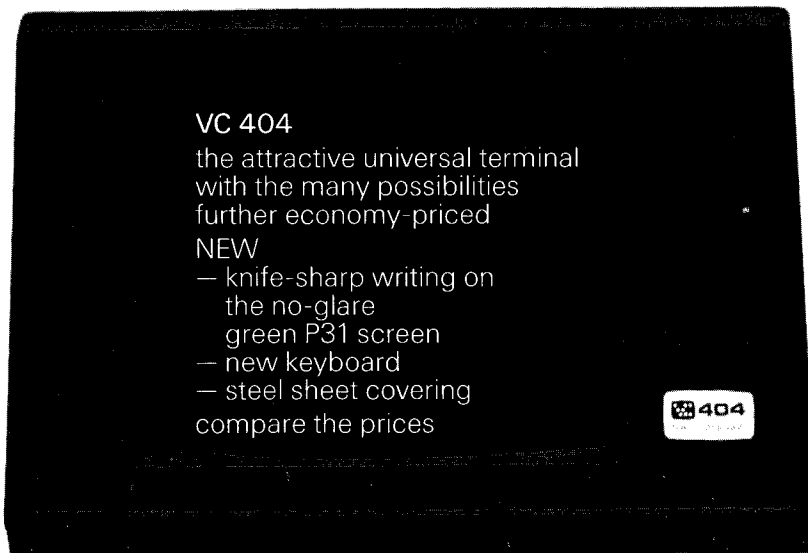 VC 404
the attractive universal terminal
with the many possibilities
further economy-priced
NEW
— knife-sharp writing on
the no-glare
green P31 screen
— new keyboard
— steel sheet covering
compare the prices
404